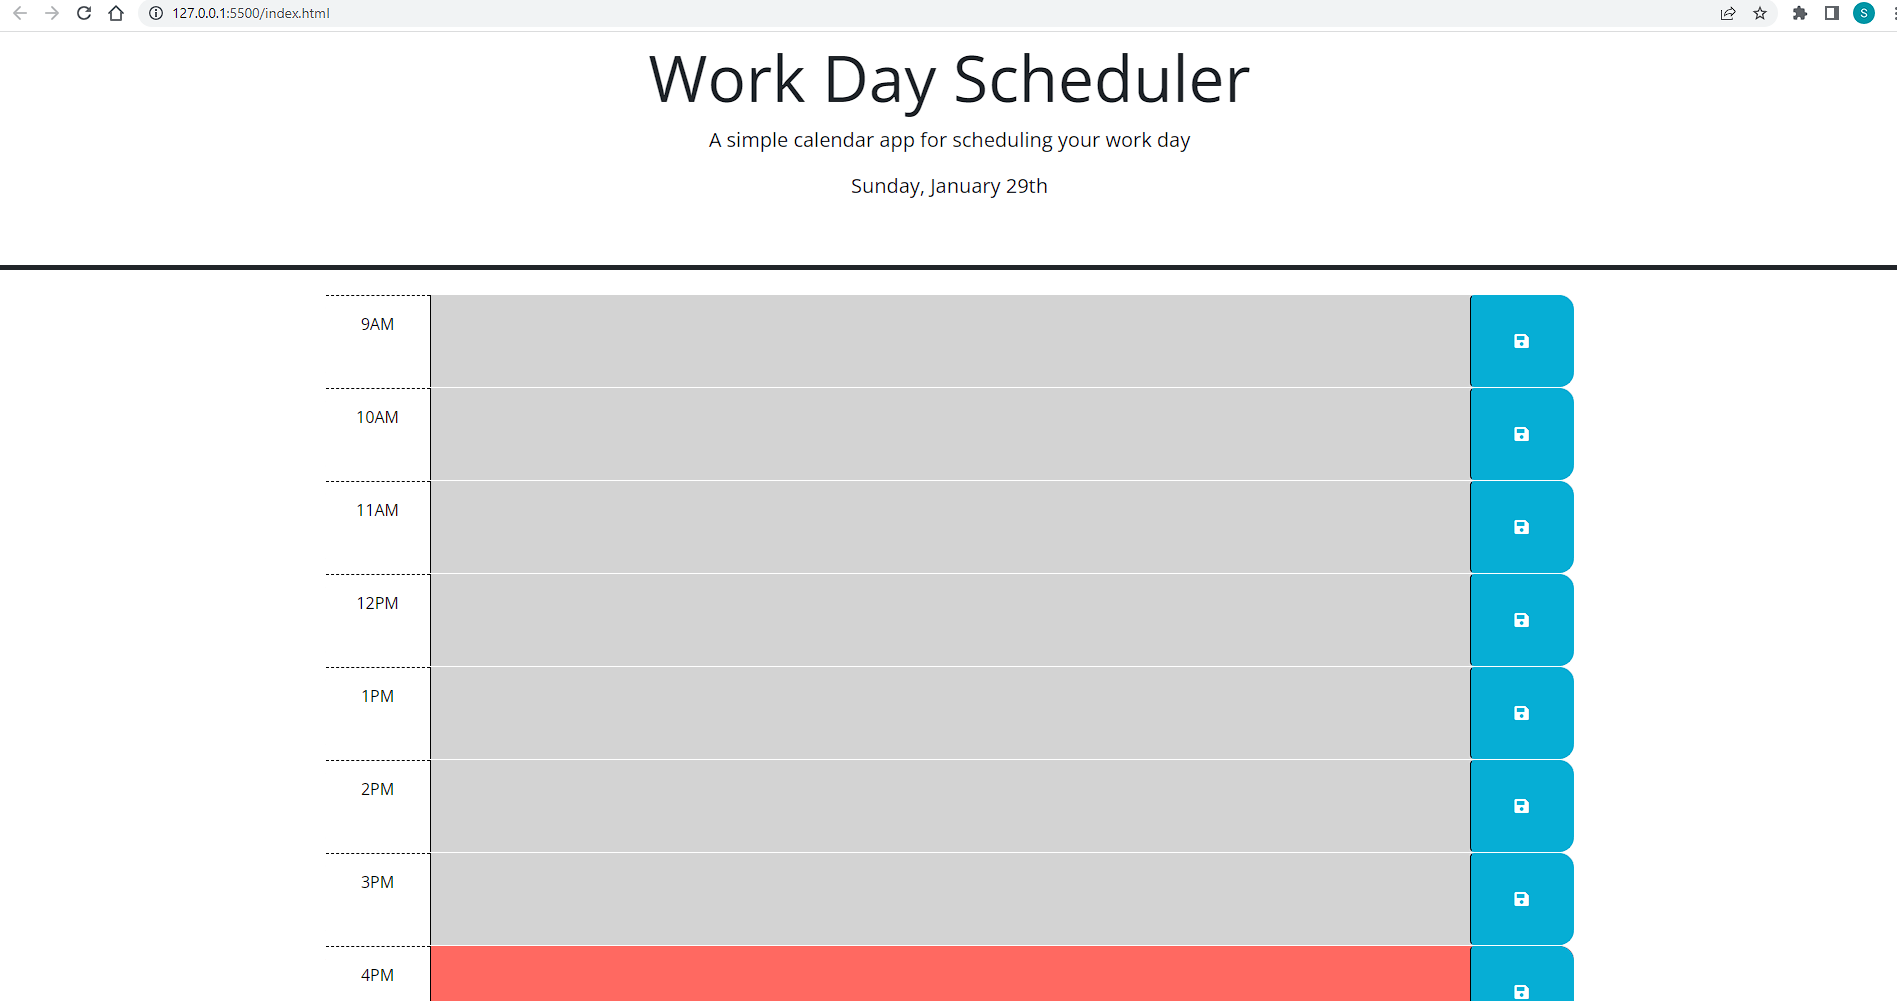 127.0.0.1:5500/index.html
S
Work Day Scheduler
A simple calendar app for scheduling your work day
Sunday, January 29th
9AM
10AM
11AM
12PM
1PM
2PM
3PM
4PM